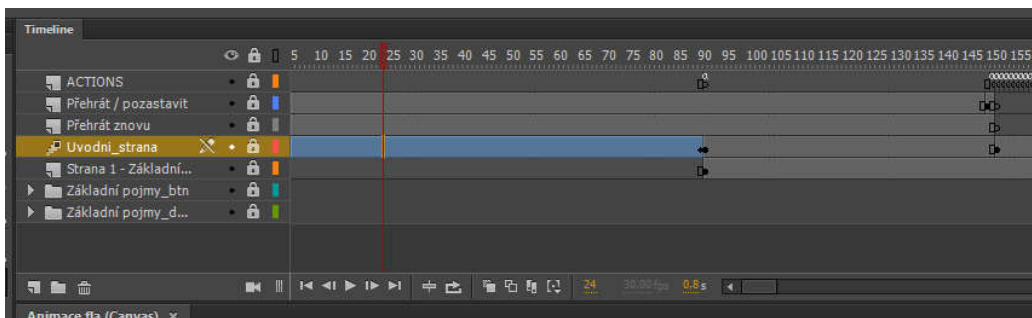 Timeline
5 10 15 20 25 30 35 40 45 50 55 60 65 70 75 80 85 90 95 100 105 110 115 120 125 130 135 140 145 150 155
ACTIONS
Přehrát / pozastavit
Přehrát znovu
Uvodni_strana
Strana 1 - Základní...
Základní pojmy_btn
Základní pojmy_d...
24 30.00 fps 0.8 s
Animace.fla (Canvas) ×